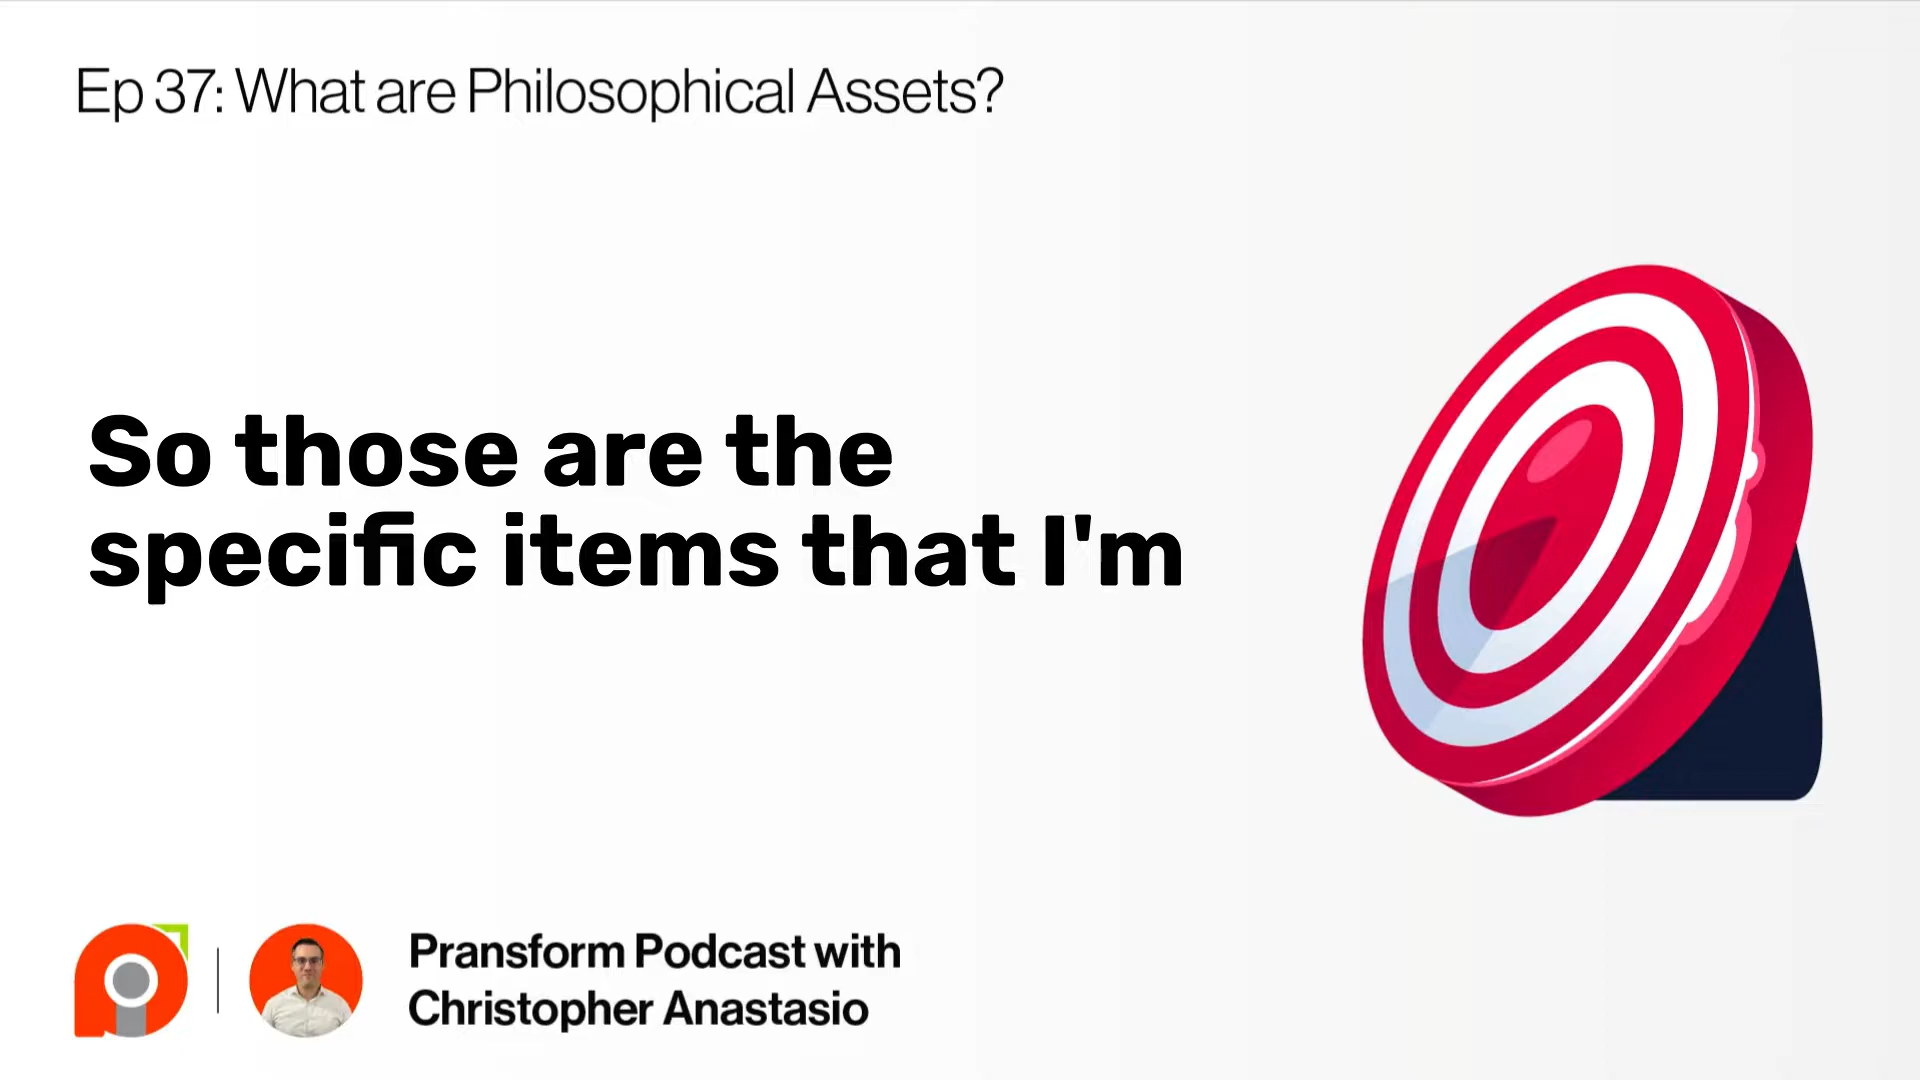 Ep 37: What are Philosophical Assets?
So those are the
specific items that I'm
Pransform Podcast with
Christopher Anastasio